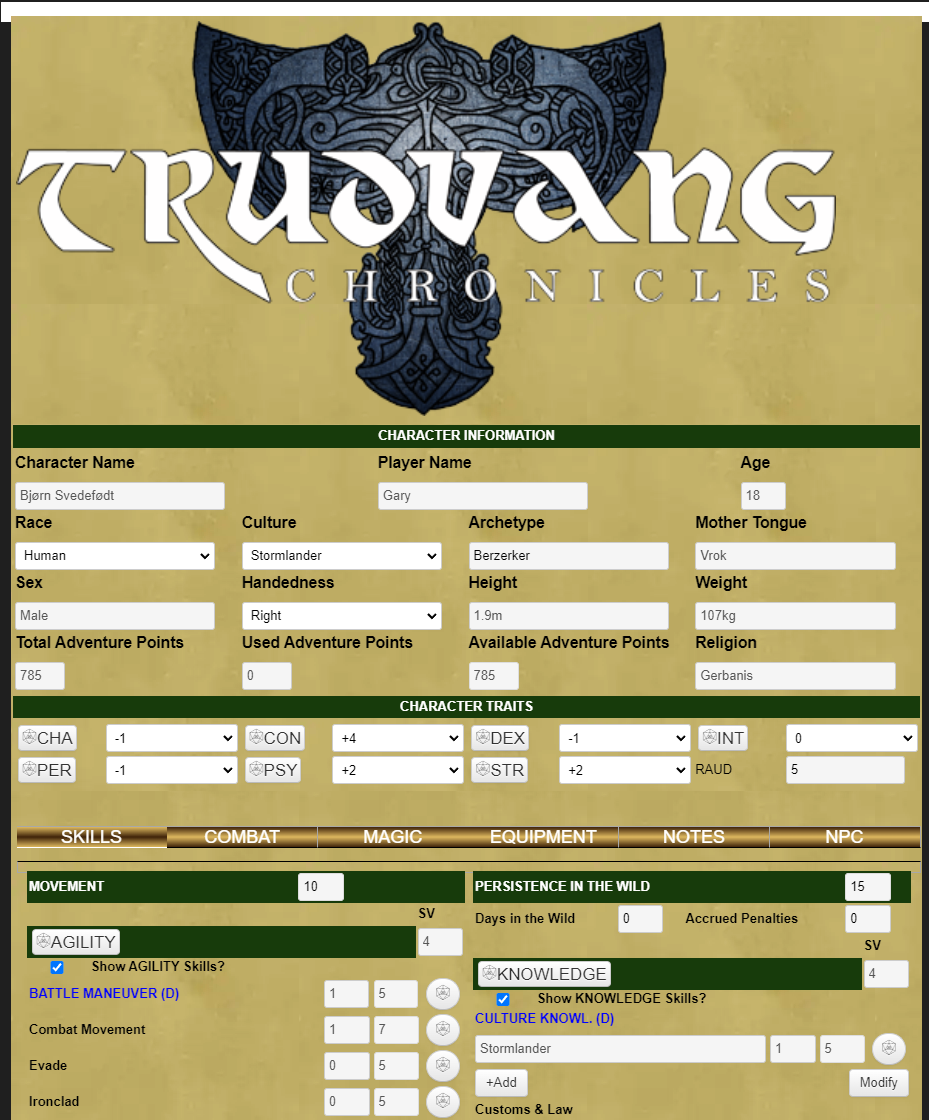 TRUDVANG
CHRONICLES
CHARACTER INFORMATION
Character Name Player Name Age
Bjørn Svedefødt Gary 18
Race Culture Archetype Mother Tongue
Human Stormlander Berzerker Vrok
Sex Handedness Height Weight
Male Right 1.9m 107kg
Total Adventure Points Used Adventure Points Available Adventure Points Religion
785 0 785 Gerbanis
CHARACTER TRAITS
CHA -1 CON +4 DEX -1 INT 0
PER -1 PSY +2 STR +2 RAUD 5
SKILLS COMBAT MAGIC EQUIPMENT NOTES NPC
MOVEMENT 10
SV
AGILITY 4
Show AGILITY Skills?
BATTLE MANEUVER (D) 1 5
Combat Movement 1 7
Evade 0 5
Ironclad 0 5
PERSISTENCE IN THE WILD 15
Days in the Wild 0 Accrued Penalties 0
SV
KNOWLEDGE 4
Show KNOWLEDGE Skills?
CULTURE KNOWL. (D)
Stormlander 1 5
+Add Modify
Customs & Law